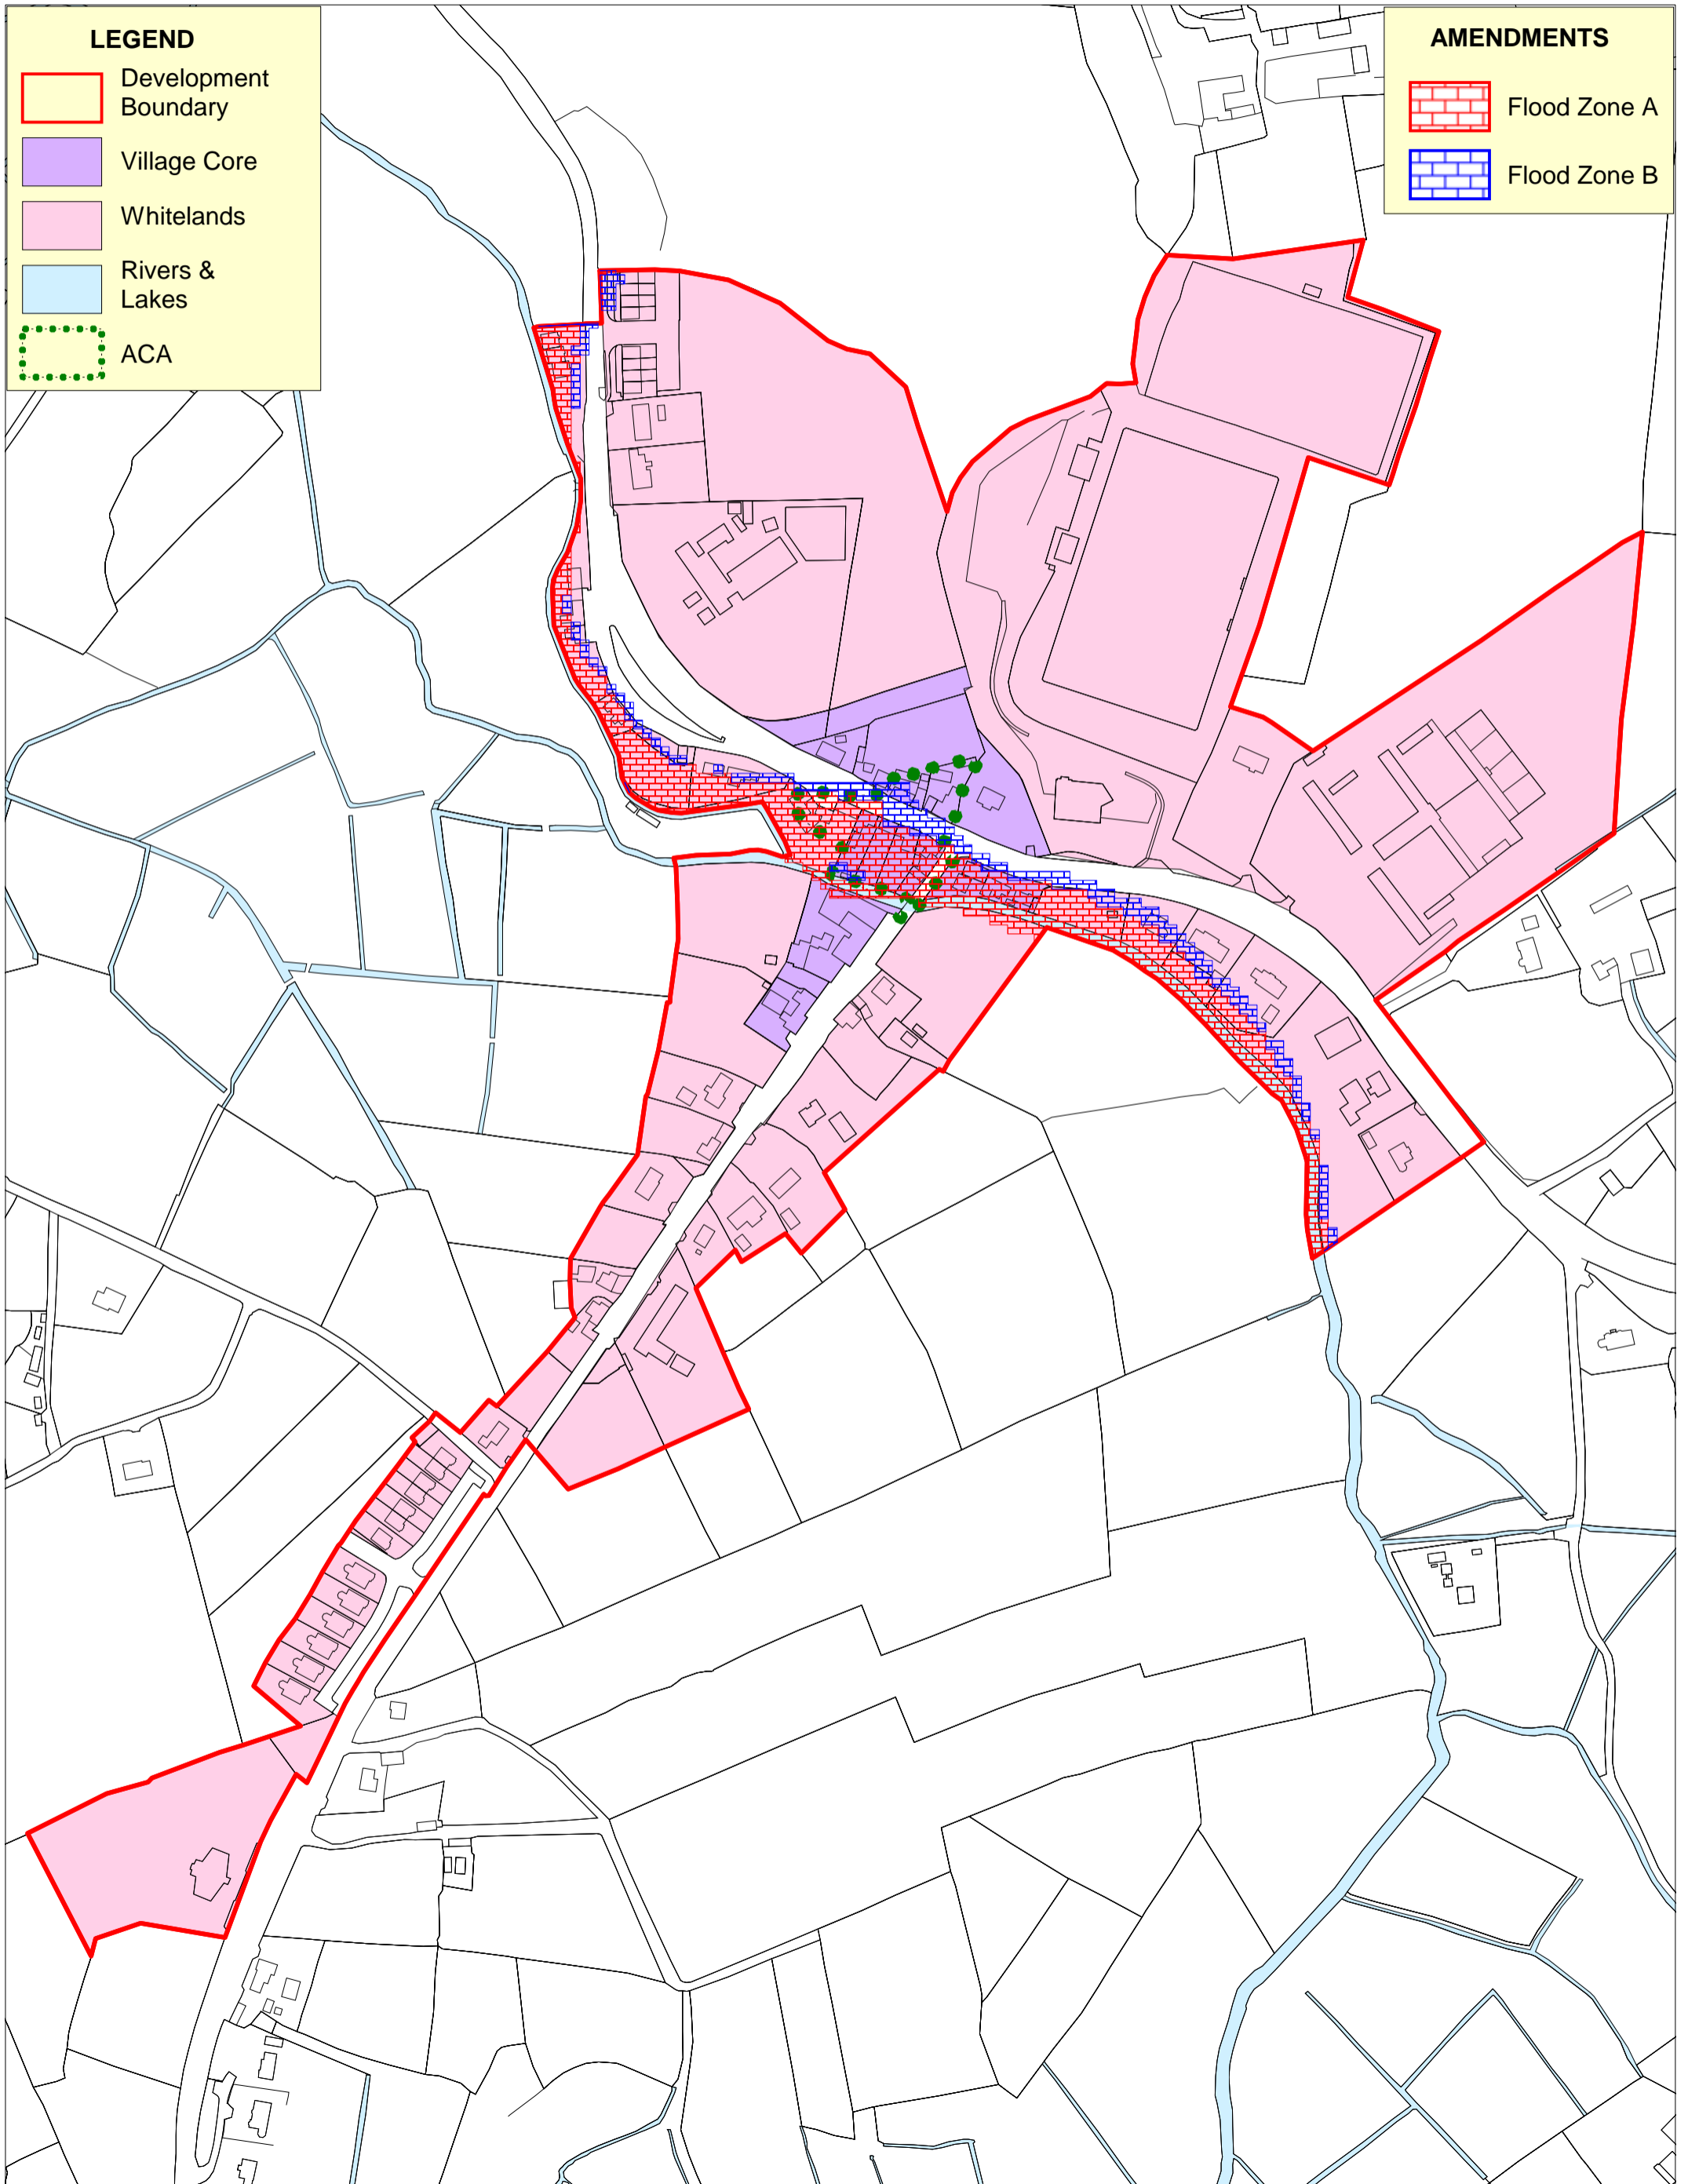 LEGEND
Development
Boundary
Village Core
Whitelands
Rivers &
Lakes
ACA
AMENDMENTS
Flood Zone A
Flood Zone B